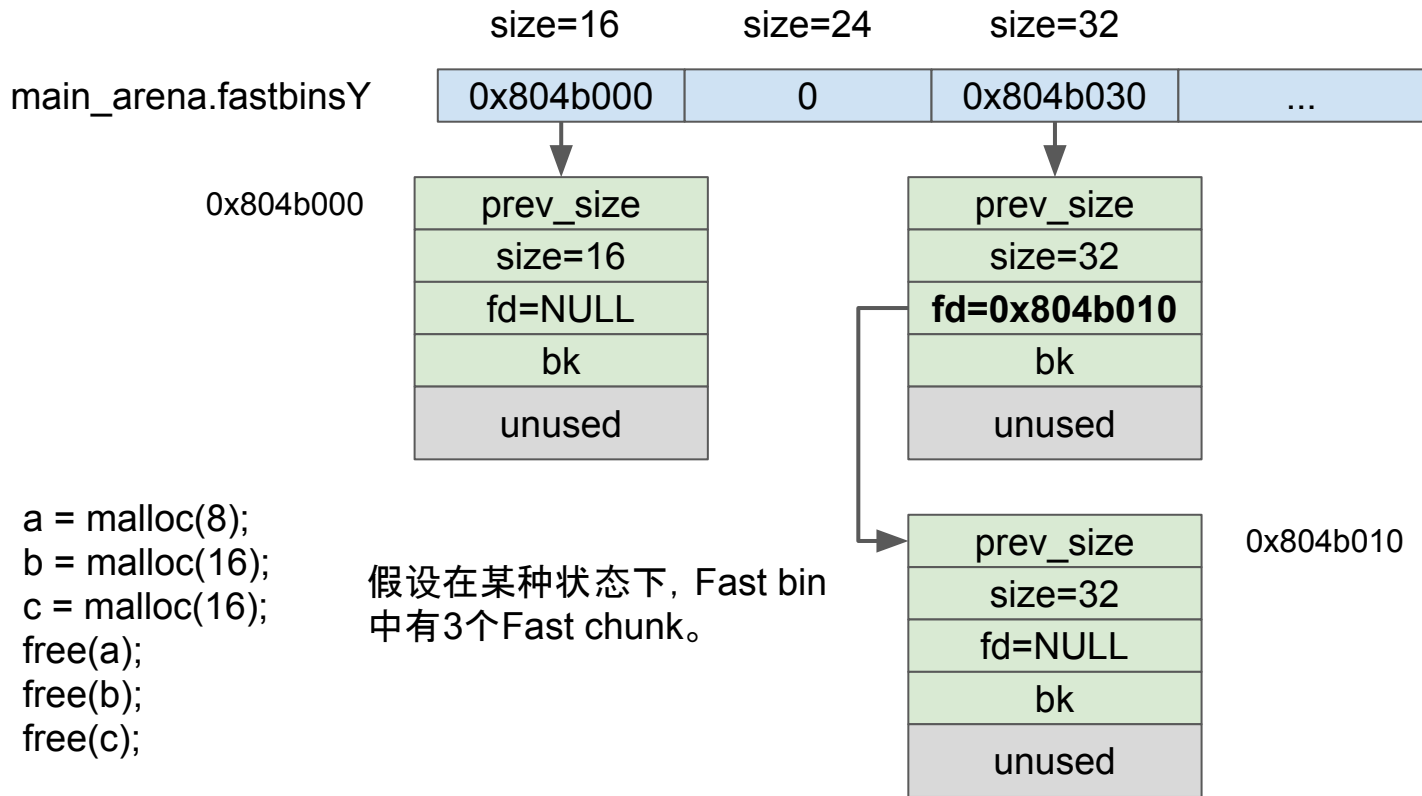 size=16 size=24 size=32
main_arena.fastbinsY 0x804b000 0 0x804b030 ...
0x804b000
prev_size
size=16
fd=NULL
bk
unused
prev_size
size=32
fd=0x804b010
bk
unused
prev_size
size=32
fd=NULL
bk
unused
0x804b010
a = malloc(8);
b = malloc(16);
c = malloc(16);
free(a);
free(b);
free(c);
假设在某种状态下, Fast bin
中有3个Fast chunk。